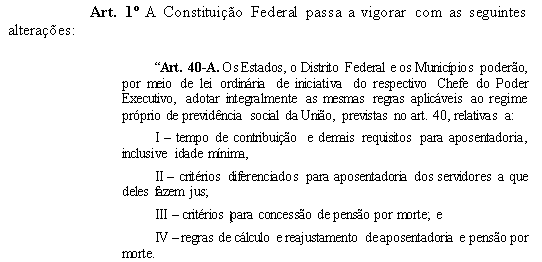 Art. 1º A Constituição Federal passa a vigorar com as seguintes
alterações:
“Art. 40-A. Os Estados, o Distrito Federal e os Municípios poderão,
por meio de lei ordinária de iniciativa do respectivo Chefe do Poder
Executivo, adotar integralmente as mesmas regras aplicáveis ao regime
próprio de previdência social da União, previstas no art. 40, relativas a:
I – tempo de contribuição e demais requisitos para aposentadoria,
inclusive idade mínima,
II – critérios diferenciados para aposentadoria dos servidores a que
deles fazem jus;
III – critérios para concessão de pensão por morte; e
IV – regras de cálculo e reajustamento de aposentadoria e pensão por
morte.